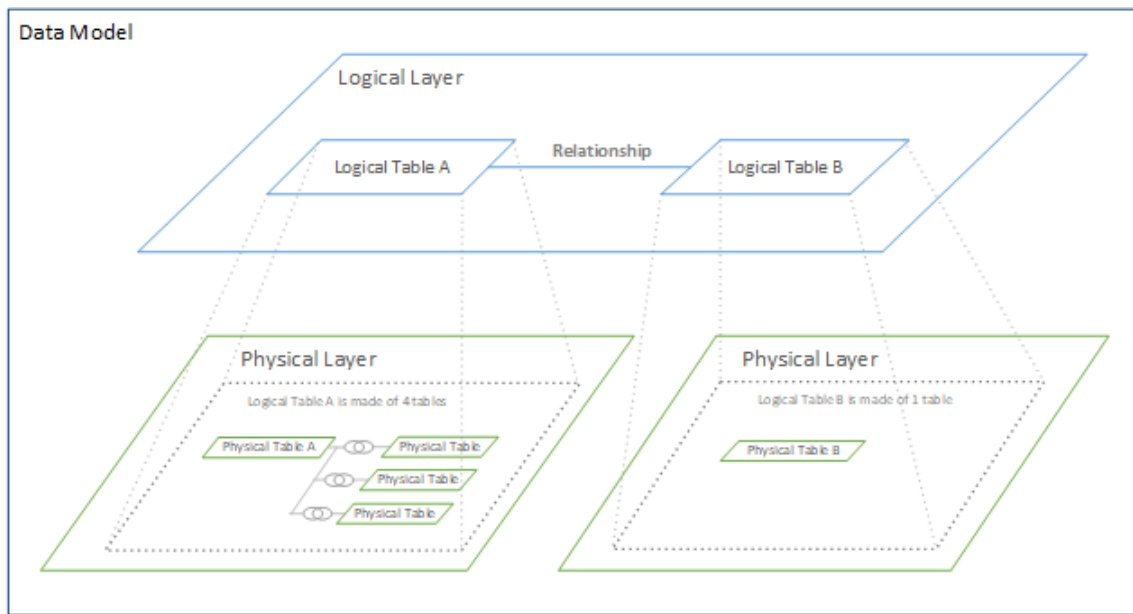 Data Model
Logical Layer
Logical Table A
Relationship
Logical Table B
Physical Layer
Logical Table A is made of 4 tables
Physical Table A
Physical Table
Physical Table
Physical Table
Physical Layer
Logical Table B is made of 1 table
Physical Table B